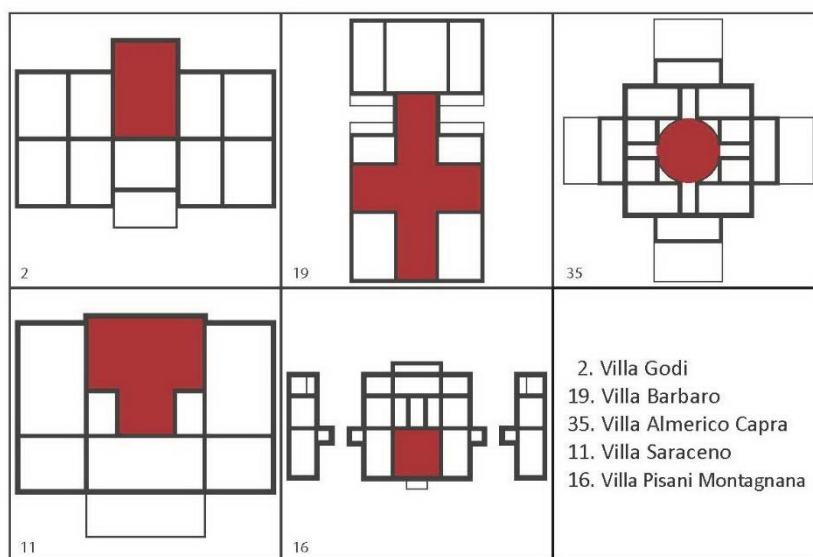 2
19
35
11
16
2. Villa Godi
19. Villa Barbaro
35. Villa Almerico Capra
11. Villa Saraceno
16. Villa Pisani Montagnana